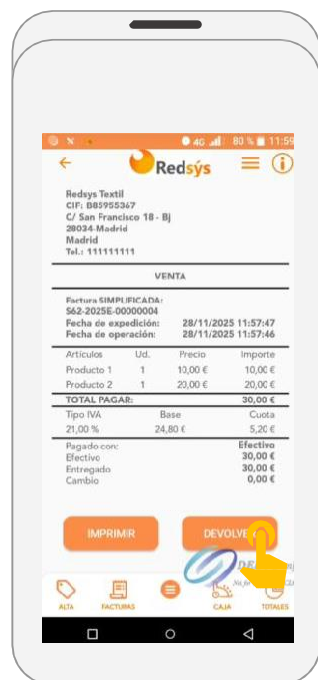 4G 80 % 11:59
Redsys
Redsys Textil
CIF: B85955367
C/ San Francisco 18 - Bj
28034-Madrid
Madrid
Tel.: 111111111
VENTA
Factura SIMPLIFICADA:
S62-2025E-00000004
Fecha de expedición: 28/11/2025 11:57:47
Fecha de operación: 28/11/2025 11:57:46
Artículos Ud. Precio Importe
Producto 1 1 10,00 € 10,00 €
Producto 2 1 20,00 € 20,00 €
TOTAL PAGAR: 30,00 €
Tipo IVA Base Cuota
21,00 % 24,80 € 5,20 €
Pagado con: Efectivo
Efectivo 30,00 €
Entregado 30,00 €
Cambio 0,00 €
IMPRIMIR DEVOLVE
ALTA FACTURAS CAJA TOTALES